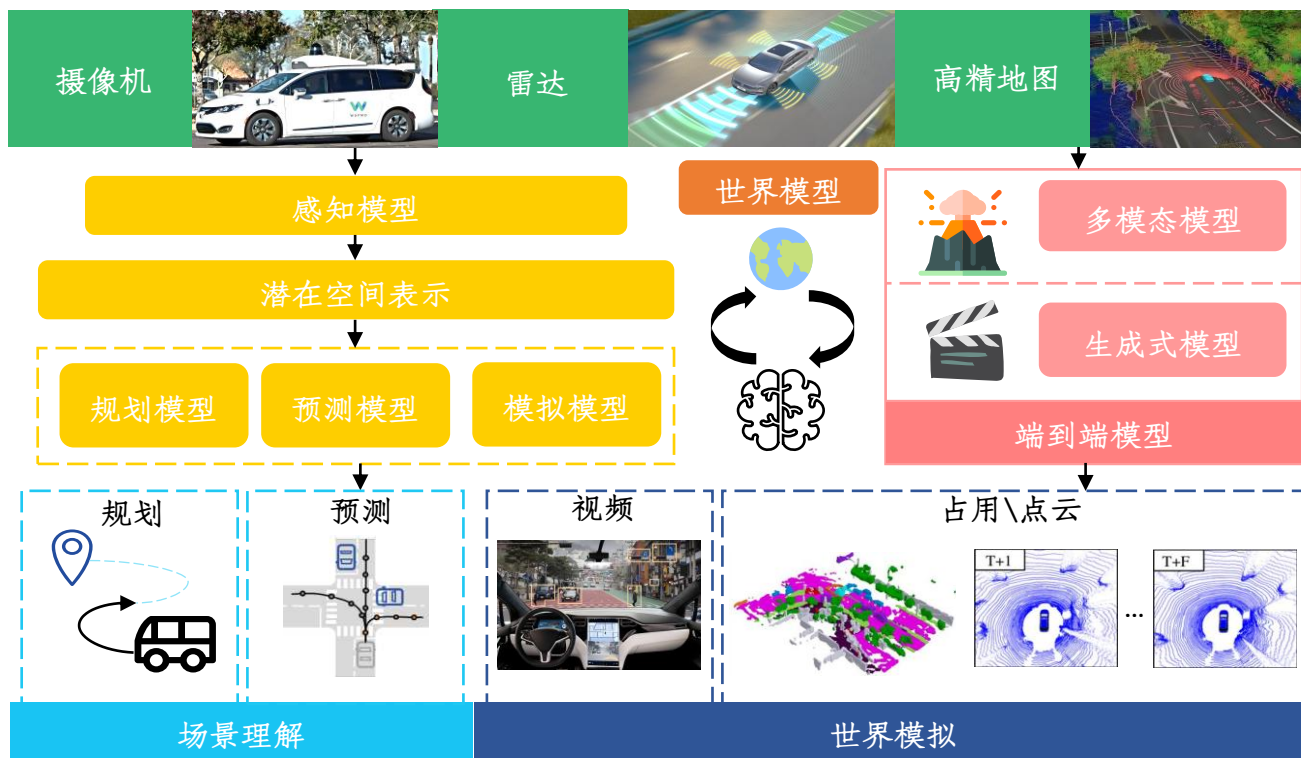 摄像机
雷达
高精地图
感知模型
潜在空间表示
规划模型
预测模型
模拟模型
世界模型
多模态模型
生成式模型
端到端模型
规划
预测
视频
占用\点云
T+1
...
T+F
场景理解
世界模拟